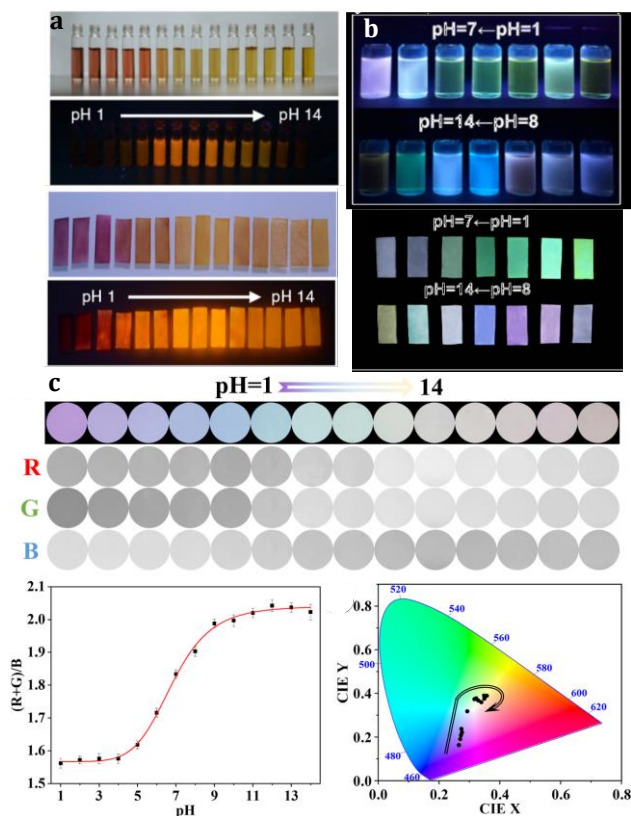 a
pH 1
pH 14
pH 1
pH 14
b
pH=7←pH=1
pH=14←pH=8
pH=7←pH=1
pH=14←pH=8
c
pH=1
14
R
G
B
2.1
2.0
1.9
1.8
1.7
1.6
1.5
(R+G)/B
1 3 5 7 9 11 13
pH
0.8
0.6
0.4
0.2
0.0
CIE Y
520
540
500
560
580
600
620
480
460
0.0 0.2 0.4 0.6 0.8
CIE X